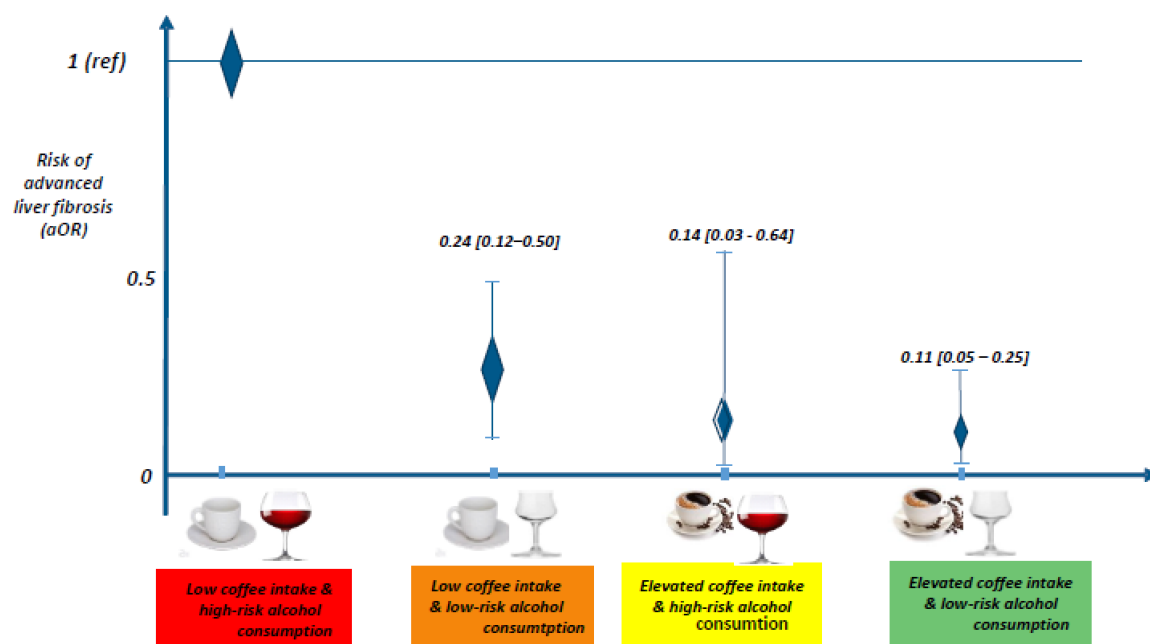 1 (ref)
Risk of
advanced
liver fibrosis
(aOR)
0.24 [0.12–0.50]
0.14 [0.03 - 0.64]
0.5
0.11 [0.05 – 0.25]
0
Low coffee intake &
high-risk alcohol
consumption
Low coffee intake
& low-risk alcohol
consumtption
Elevated coffee intake
& high-risk alcohol
consumtion
Elevated coffee intake
& low-risk alcohol
consumption